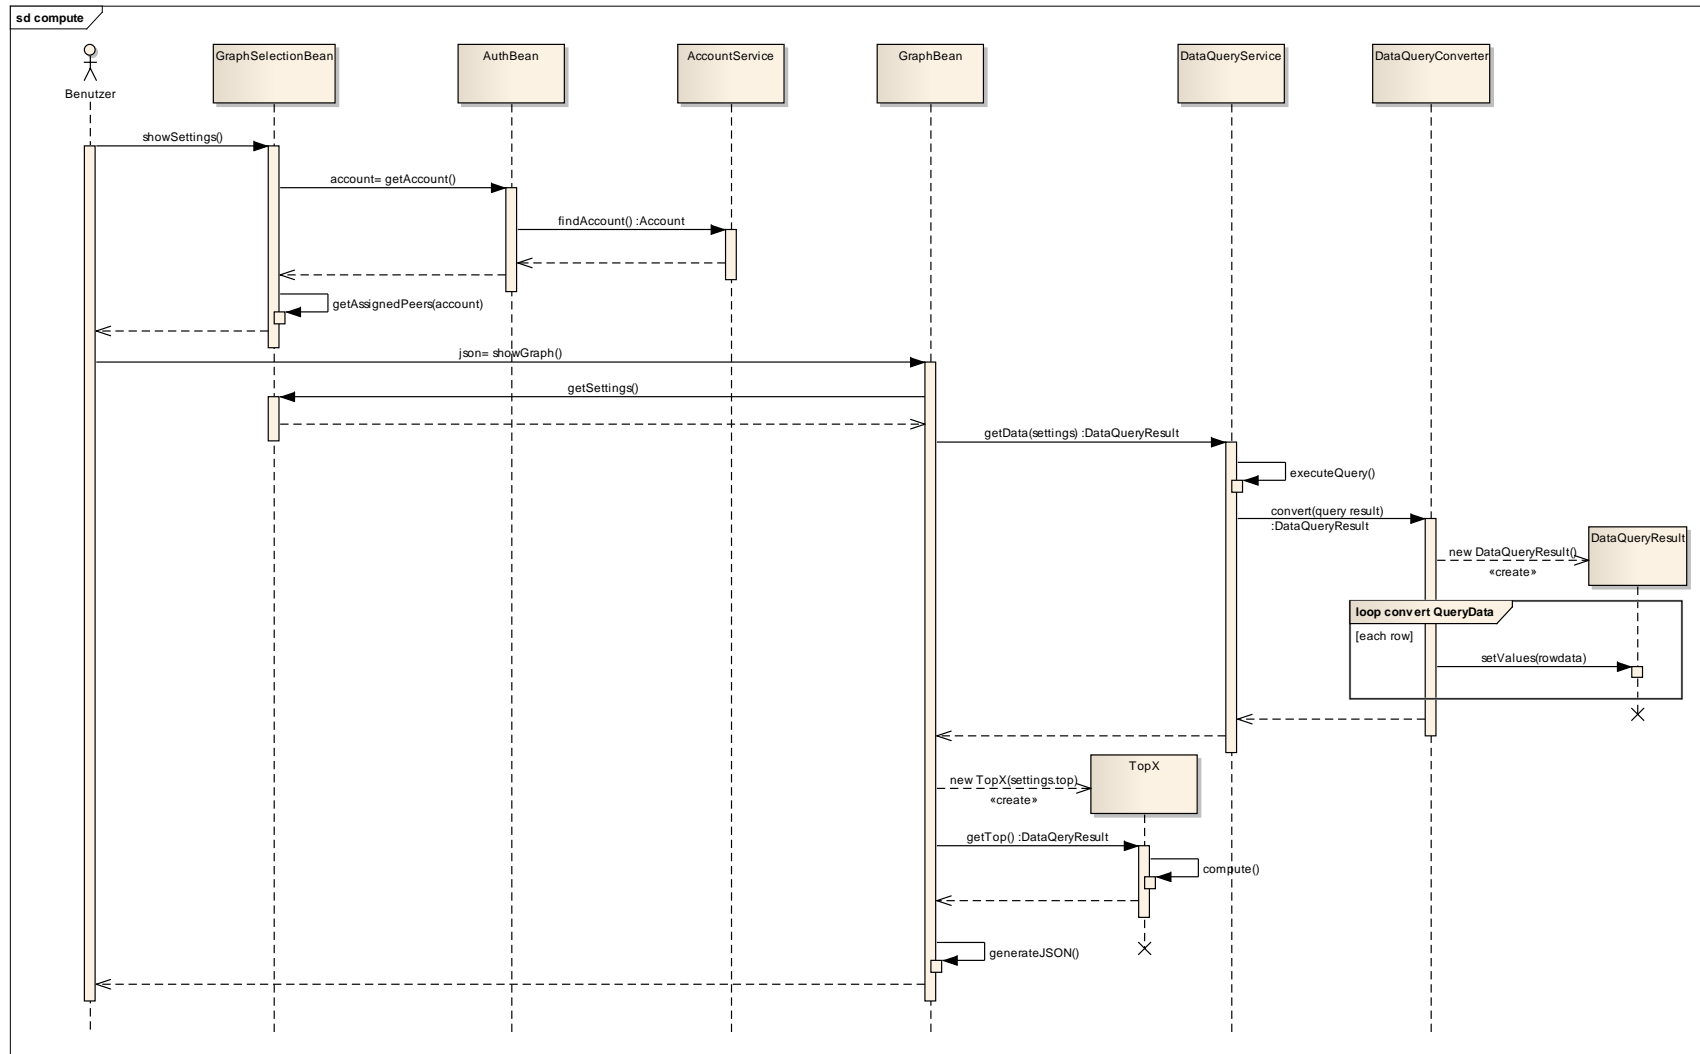 sd compute
Benutzer
GraphSelectionBean
AuthBean
AccountService
GraphBean
DataQueryService
DataQueryConverter
showSettings()
account= getAccount()
findAccount() :Account
getAssignedPeers(account)
json= showGraph()
getSettings()
getData(settings) :DataQueryResult
executeQuery()
convert(query result)
:DataQueryResult
DataQueryResult
new DataQueryResult()
«create»
loop convert QueryData
[each row]
setValues(rowdata)
TopX
new TopX(settings.top)
«create»
getTop() :DataQeryResult
compute()
generateJSON()